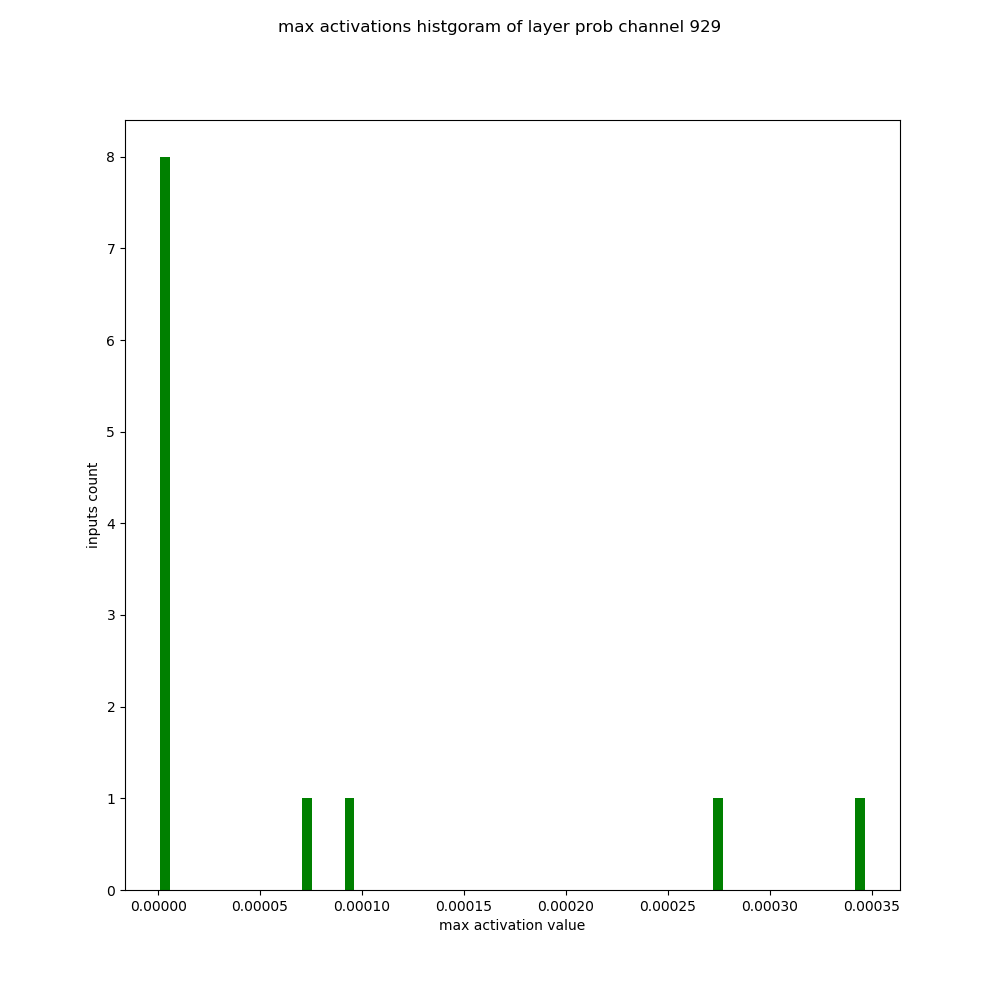 max activations histgoram of layer prob channel 929
8
7
6
5
4
3
2
1
0
inputs count
0.00000 0.00005 0.00010 0.00015 0.00020 0.00025 0.00030 0.00035
max activation value